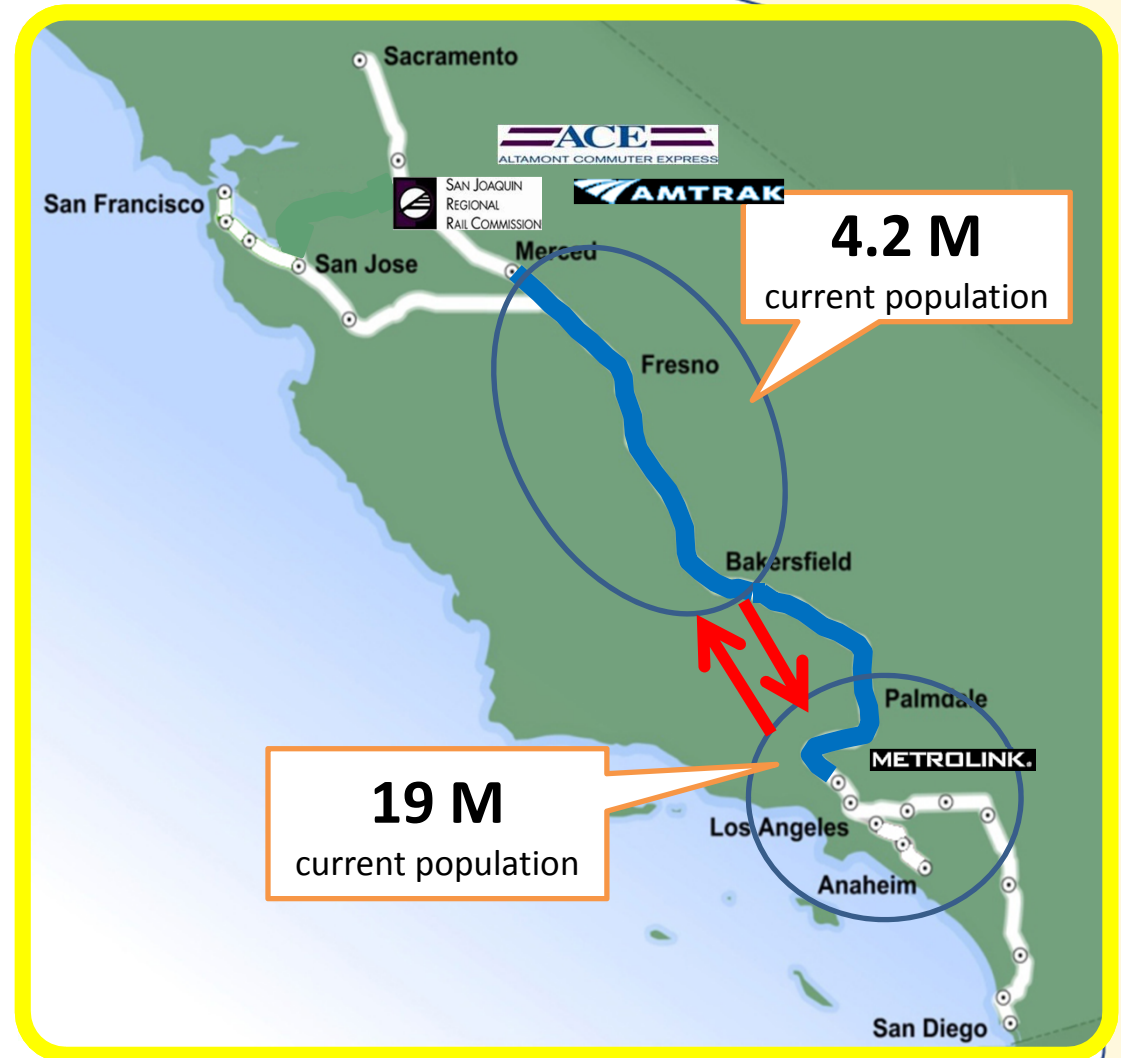 Sacramento
ACE
ALTAMONT COMMUTER EXPRESS
SAN JOAQUIN
REGIONAL
RAIL COMMISSION
AMTRAK
San Francisco
4.2 M
current population
Merced
San Jose
Fresno
Bakersfield
Palmdale
METROLINK.
19 M
current population
Los Angeles
Anaheim
San Diego